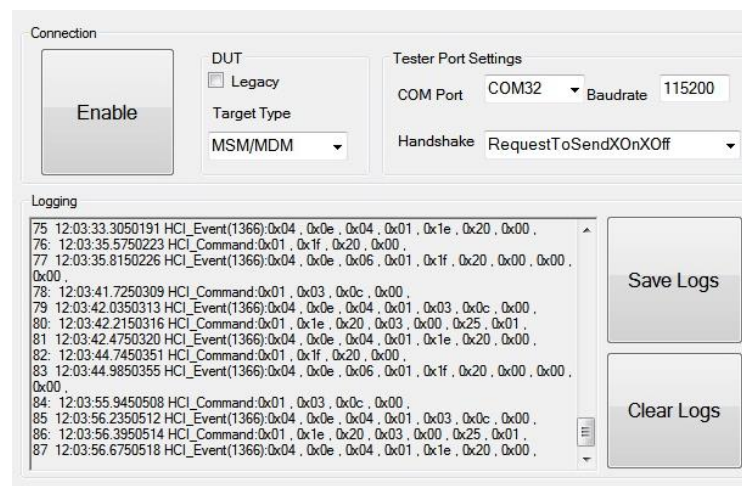 Connection
Enable
DUT
Legacy
Target Type
MSM/MDM
Tester Port Settings
COM Port
COM32
Baudrate
115200
Handshake
RequestToSendXOnXOff
Logging
75 12:03:33.3050191 HCI_Event(1366):0x04 , 0x0e , 0x04 , 0x01 , 0x1e , 0x20 , 0x00 ,
76: 12:03:35.5750223 HCI_Command:0x01 , 0x1f , 0x20 , 0x00 ,
77 12:03:35.8150226 HCI_Event(1366):0x04 , 0x0e , 0x06 , 0x01 , 0x1f , 0x20 , 0x00 , 0x00 ,
0x00 ,
78: 12:03:41.7250309 HCI_Command:0x01 , 0x03 , 0x0c , 0x00 ,
79 12:03:42.0350313 HCI_Event(1366):0x04 , 0x0e , 0x04 , 0x01 , 0x03 , 0x0c , 0x00 ,
80: 12:03:42.2150316 HCI_Command:0x01 , 0x1e , 0x20 , 0x03 , 0x00 , 0x25 , 0x01 ,
81 12:03:42.4750320 HCI_Event(1366):0x04 , 0x0e , 0x04 , 0x01 , 0x1e , 0x20 , 0x00 ,
82: 12:03:44.7450351 HCI_Command:0x01 , 0x1f , 0x20 , 0x00 ,
83 12:03:44.9850355 HCI_Event(1366):0x04 , 0x0e , 0x06 , 0x01 , 0x1f , 0x20 , 0x00 , 0x00 ,
0x00 ,
84: 12:03:55.9450508 HCI_Command:0x01 , 0x03 , 0x0c , 0x00 ,
85 12:03:56.2350512 HCI_Event(1366):0x04 , 0x0e , 0x04 , 0x01 , 0x03 , 0x0c , 0x00 ,
86: 12:03:56.3950514 HCI_Command:0x01 , 0x1e , 0x20 , 0x03 , 0x00 , 0x25 , 0x01 ,
87 12:03:56.6750518 HCI_Event(1366):0x04 , 0x0e , 0x04 , 0x01 , 0x1e , 0x20 , 0x00 ,
Save Logs
Clear Logs